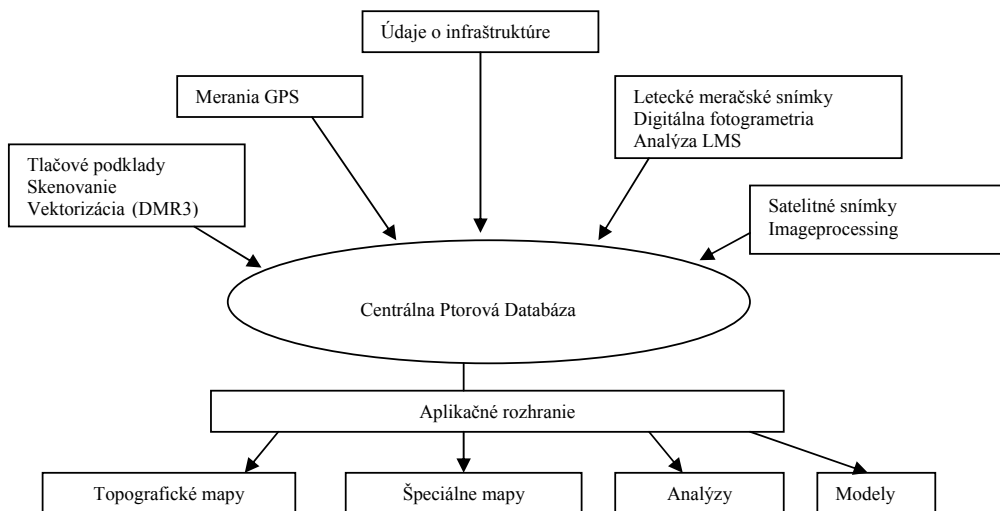 Údaje o infraštruktúre
Merania GPS
Letecké meračské snímky
Digitálna fotogrametria
Analýza LMS
Tlačové podklady
Skenovanie
Vektorizácia (DMR3)
Satelitné snímky
Imageprocessing
Centrálna Ptorová Databáza
Aplikačné rozhranie
Topografické mapy
Špeciálne mapy
Analýzy
Modely